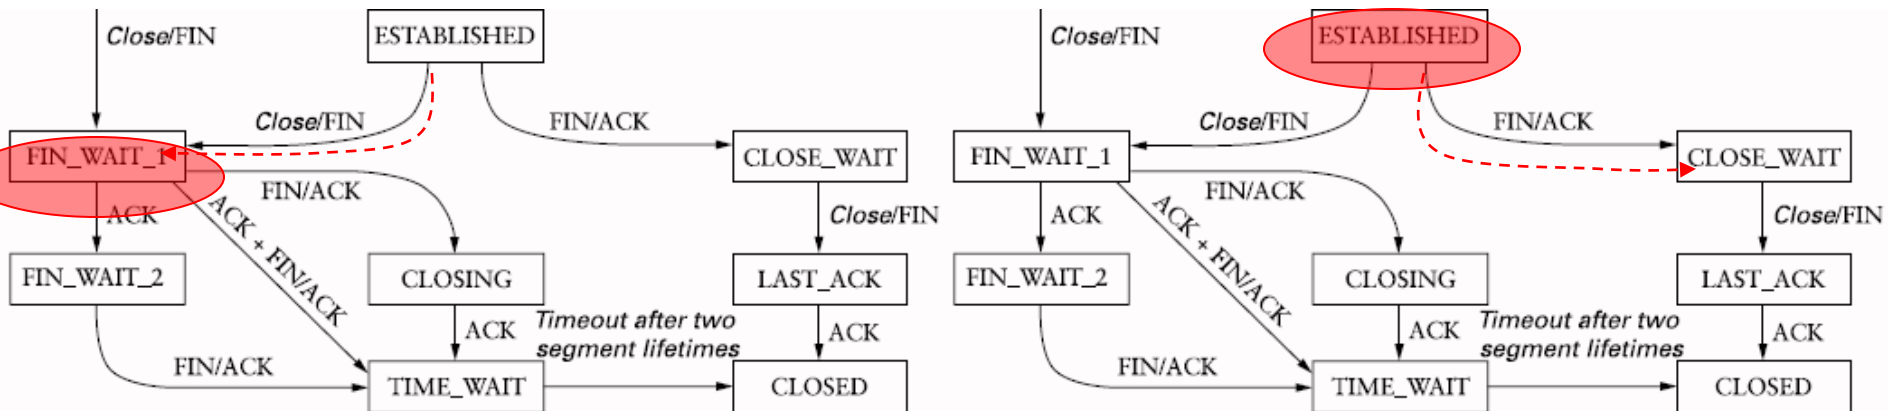 Close/FIN
ESTABLISHED
Close/FIN
FIN/ACK
FIN_WAIT_1
CLOSE_WAIT
FIN/ACK
ACK
ACK + FIN/ACK
Close/FIN
FIN_WAIT_2
CLOSING
LAST_ACK
ACK
Timeout after two
segment lifetimes
ACK
FIN/ACK
TIME_WAIT
CLOSED
Close/FIN
ESTABLISHED
Close/FIN
FIN/ACK
FIN_WAIT_1
CLOSE_WAIT
FIN/ACK
ACK
ACK + FIN/ACK
Close/FIN
FIN_WAIT_2
CLOSING
LAST_ACK
ACK
Timeout after two
segment lifetimes
ACK
FIN/ACK
TIME_WAIT
CLOSED